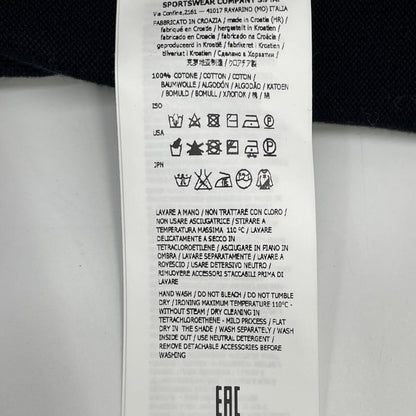 SPORTSWEAR COMPANY S.P.A.
Via Confine,2161 - 41017 RAVARINO (MO) ITALIA
FABRICATO IN CROAZIA / made in Croatia (HR) /
fabriqué en Croatie / hergestellt in Kroatien /
fabricado en Croacia / fabricado na Croácia /
geproduceerd in Kroatië / fabrikeret i Kroatien /
tillverkat i Kroatien / Сделано в Хорватии /
克罗地亚制造 / クロアチア製
100% COTONE / COTTON / COTON /
BAUMWOLLE / ALGODÓN / ALGODÃO / KATOEN
/ BOMULD / BOMULL / ХЛОПОК / 棉 / 綿
ISO
USA
JPN
LAVARE A MANO / NON TRATTARE CON CLORO /
NON USARE ASCIUGATRICE / STIRARE A
TEMPERATURA MASSIMA 110 °C / LAVARE
DELICATAMENTE A SECCO IN
TETRACLOROETILENE / ASCIUGARE IN PIANO IN
OMBRA / LAVARE SEPARATAMENTE / LAVARE A
ROVESCIO / USARE DETERSIVO NEUTRO /
RIMUOVERE ACCESSORI STACCABILI PRIMA DI
LAVARE
HAND WASH / DO NOT BLEACH / DO NOT TUMBLE
DRY / IRONING MAXIMUM TEMPERATURE 110°C -
WITHOUT STEAM / DRY CLEANING IN
TETRACHLOROETHENE - MILD PROCESS / FLAT
DRY IN THE SHADE / WASH SEPARATELY / WASH
INSIDE OUT / USE NEUTRAL DETERGENT /
REMOVE DETACHABLE ACCESSORIES BEFORE
WASHING
EAC